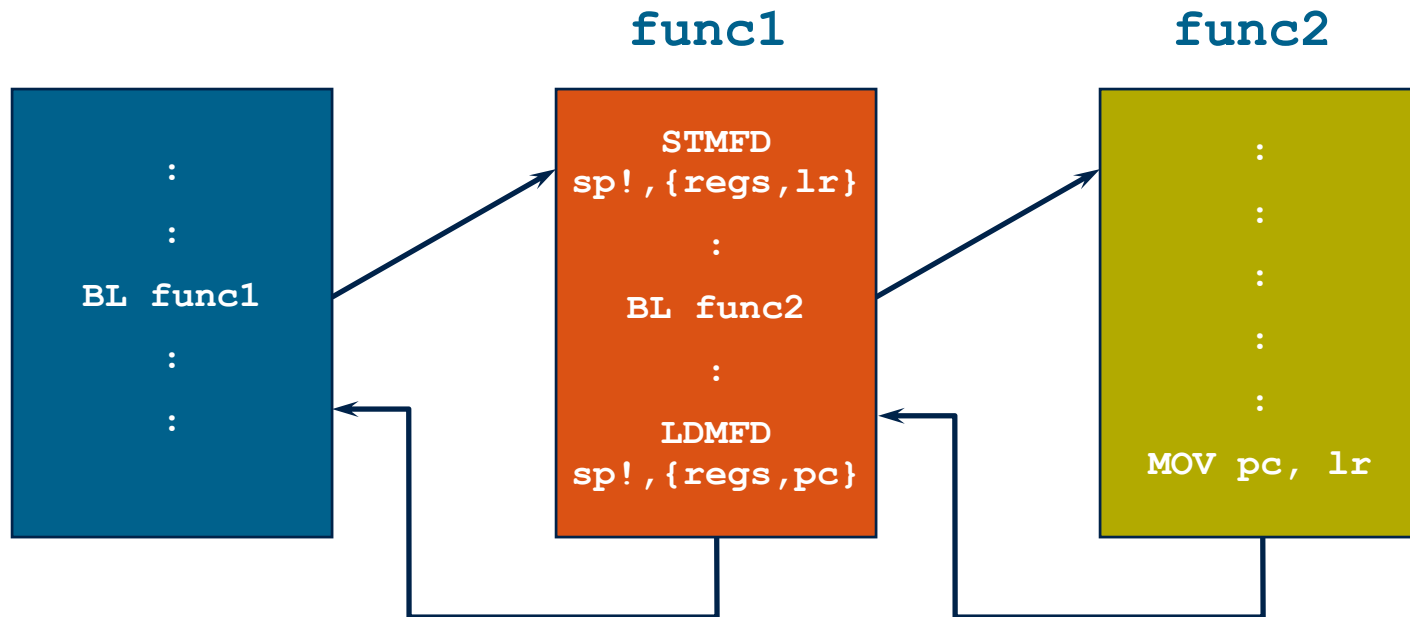 func1
func2
:
:
BL func1
:
:
STMFD
sp!,{regs,lr}
:
BL func2
:
LDMFD
sp!,{regs,pc}
:
:
:
:
:
MOV pc, lr